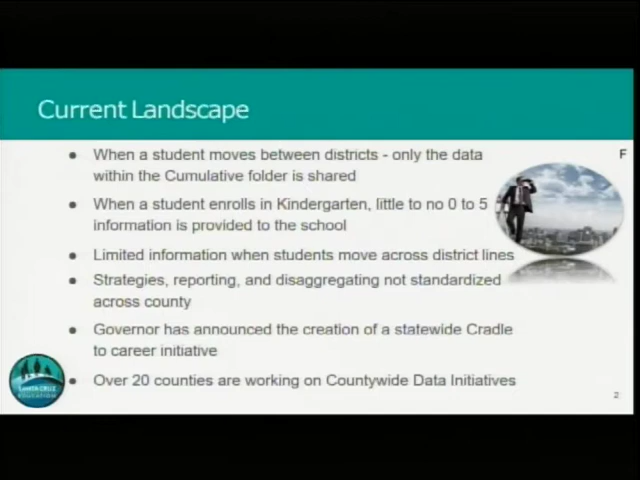 Current Landscape
F
● When a student moves between districts - only the data
within the Cumulative folder is shared
● When a student enrolls in Kindergarten, little to no 0 to 5
information is provided to the school
● Limited information when students move across district lines
● Strategies, reporting, and disaggregating not standardized
across county
● Governor has announced the creation of a statewide Cradle
to career initiative
● Over 20 counties are working on Countywide Data Initiatives
SANTA CRUZ
EDUCATION
2